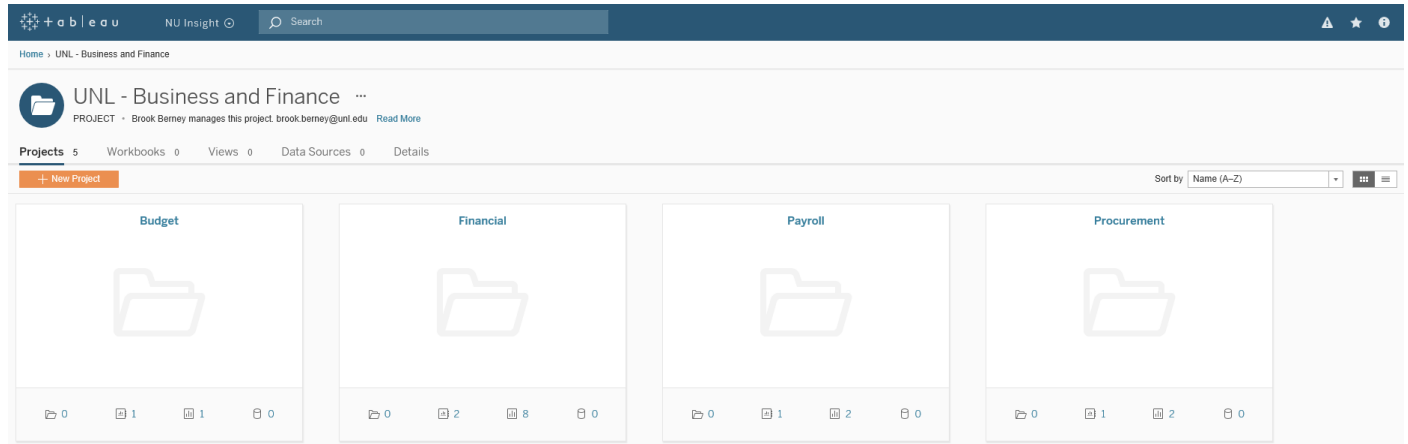 +ableau NU Insight Search
Home › UNL - Business and Finance
UNL - Business and Finance ···
PROJECT • Brook Berney manages this project. brook.berney@unl.edu Read More
Projects 5 Workbooks 0 Views 0 Data Sources 0 Details
+ New Project Sort by Name (A–Z)
Budget Financial Payroll Procurement
0 1 1 0 0 2 8 0 0 1 2 0 0 1 2 0